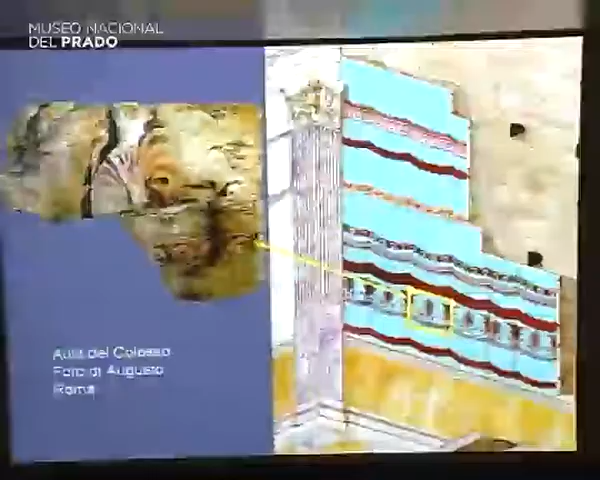 MUSEO NACIONAL
DEL PRADO
Aula del Colosso
Foro di Augusto
Roma